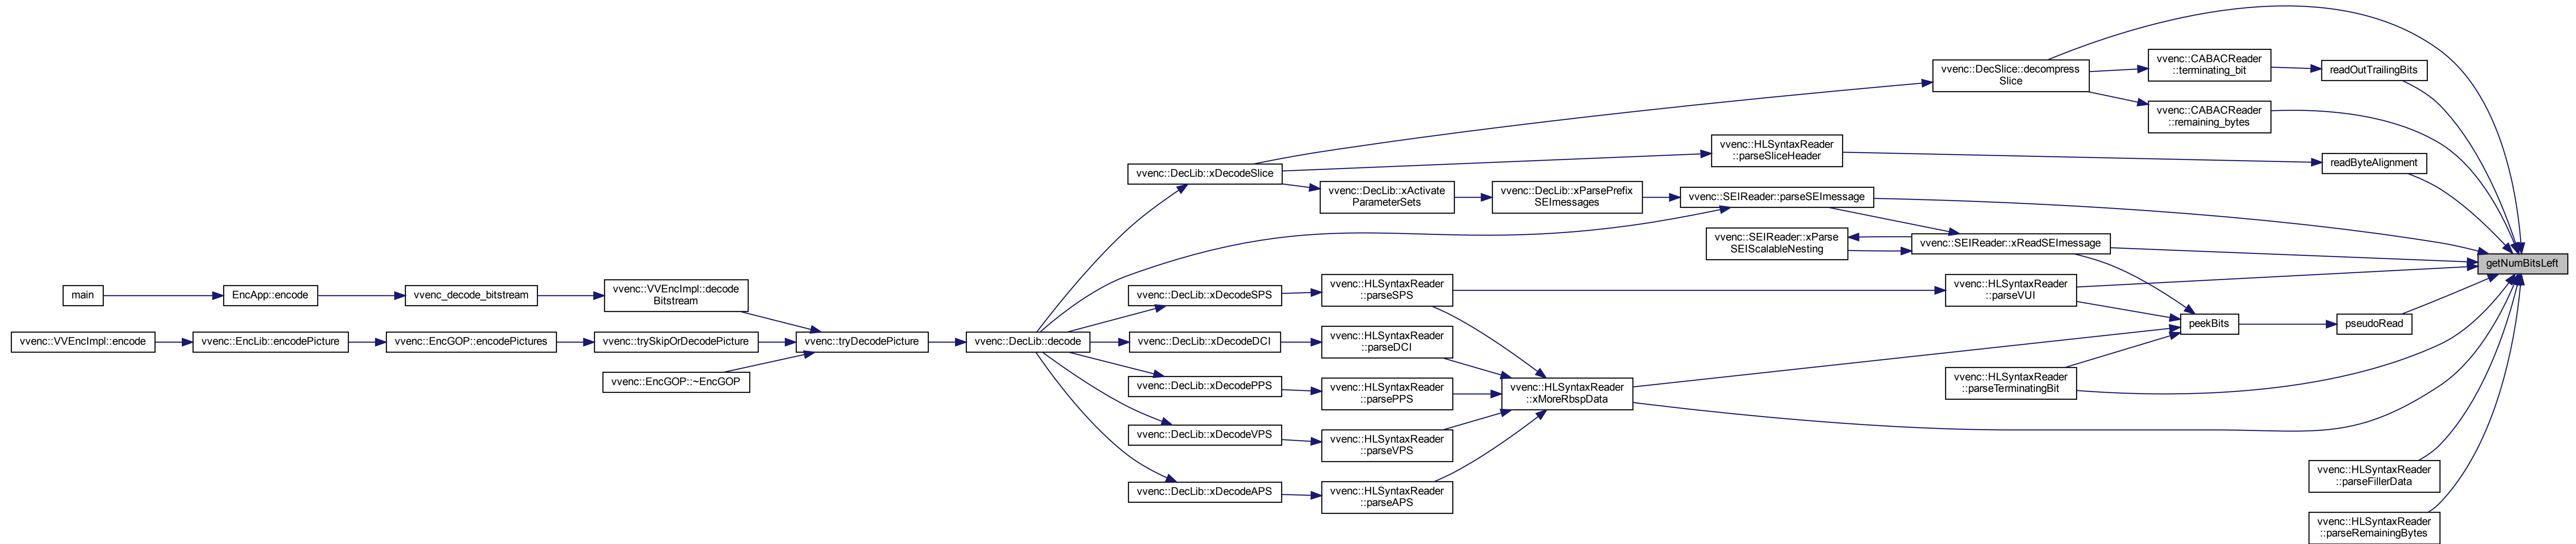 main
vvenc::VVEncImpl::encode
EncApp::encode
vvenc::EncLib::encodePicture
vvenc_decode_bitstream
vvenc::EncGOP::encodePictures
vvenc::VVEncImpl::decode
Bitstream
vvenc::trySkipOrDecodePicture
vvenc::EncGOP::~EncGOP
vvenc::tryDecodePicture
vvenc::DecLib::decode
vvenc::DecLib::xDecodeSlice
vvenc::DecLib::xDecodeSPS
vvenc::DecLib::xDecodeDCI
vvenc::DecLib::xDecodePPS
vvenc::DecLib::xDecodeVPS
vvenc::DecLib::xDecodeAPS
vvenc::DecLib::xActivate
ParameterSets
vvenc::HLSyntaxReader
::parseSPS
vvenc::HLSyntaxReader
::parseDCI
vvenc::HLSyntaxReader
::parsePPS
vvenc::HLSyntaxReader
::parseVPS
vvenc::HLSyntaxReader
::parseAPS
vvenc::DecLib::xParsePrefix
SEImessages
vvenc::HLSyntaxReader
::xMoreRbspData
vvenc::HLSyntaxReader
::parseSliceHeader
vvenc::SEIReader::parseSEImessage
vvenc::SEIReader::xParse
SEIScalableNesting
vvenc::DecSlice::decompress
Slice
vvenc::SEIReader::xReadSEImessage
vvenc::HLSyntaxReader
::parseVUI
vvenc::HLSyntaxReader
::parseTerminatingBit
vvenc::CABACReader
::terminating_bit
vvenc::CABACReader
::remaining_bytes
peekBits
readOutTrailingBits
readByteAlignment
pseudoRead
vvenc::HLSyntaxReader
::parseFillerData
vvenc::HLSyntaxReader
::parseRemainingBytes
getNumBitsLeft